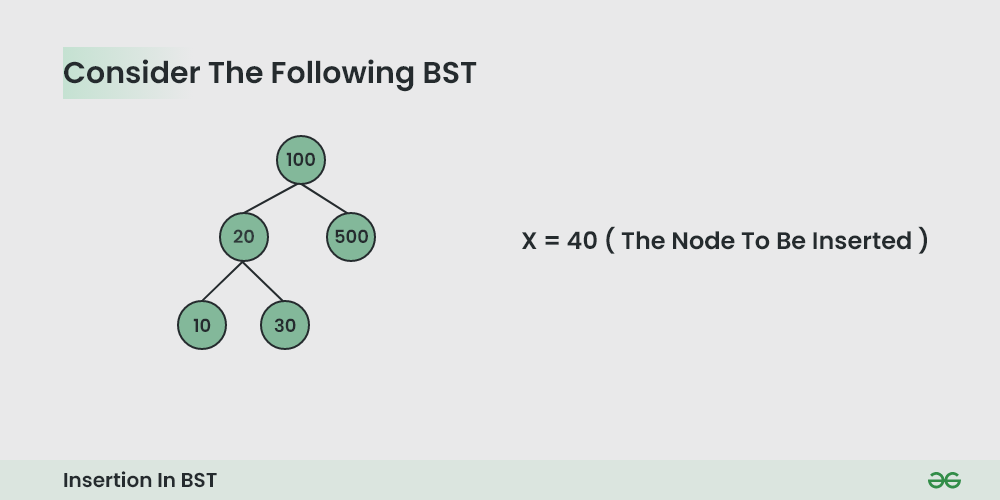 Consider The Following BST
100
20
500
X = 40 ( The Node To Be Inserted )
10
30
Insertion In BST